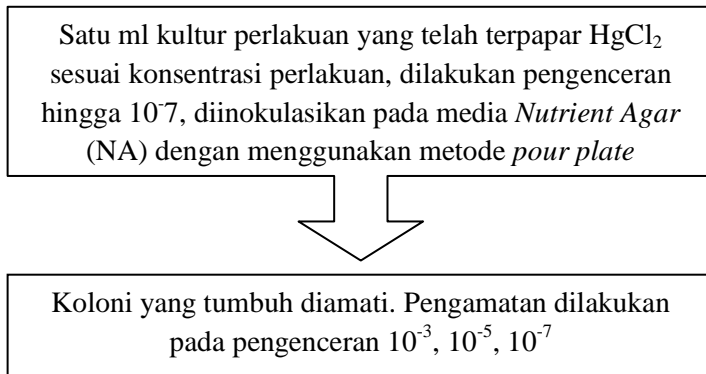 Satu ml kultur perlakuan yang telah terpapar HgCl₂
sesuai konsentrasi perlakuan, dilakukan pengenceran
hingga 10⁻7, diinokulasikan pada media Nutrient Agar
(NA) dengan menggunakan metode pour plate
Koloni yang tumbuh diamati. Pengamatan dilakukan
pada pengenceran 10⁻³, 10⁻⁵, 10⁻⁷